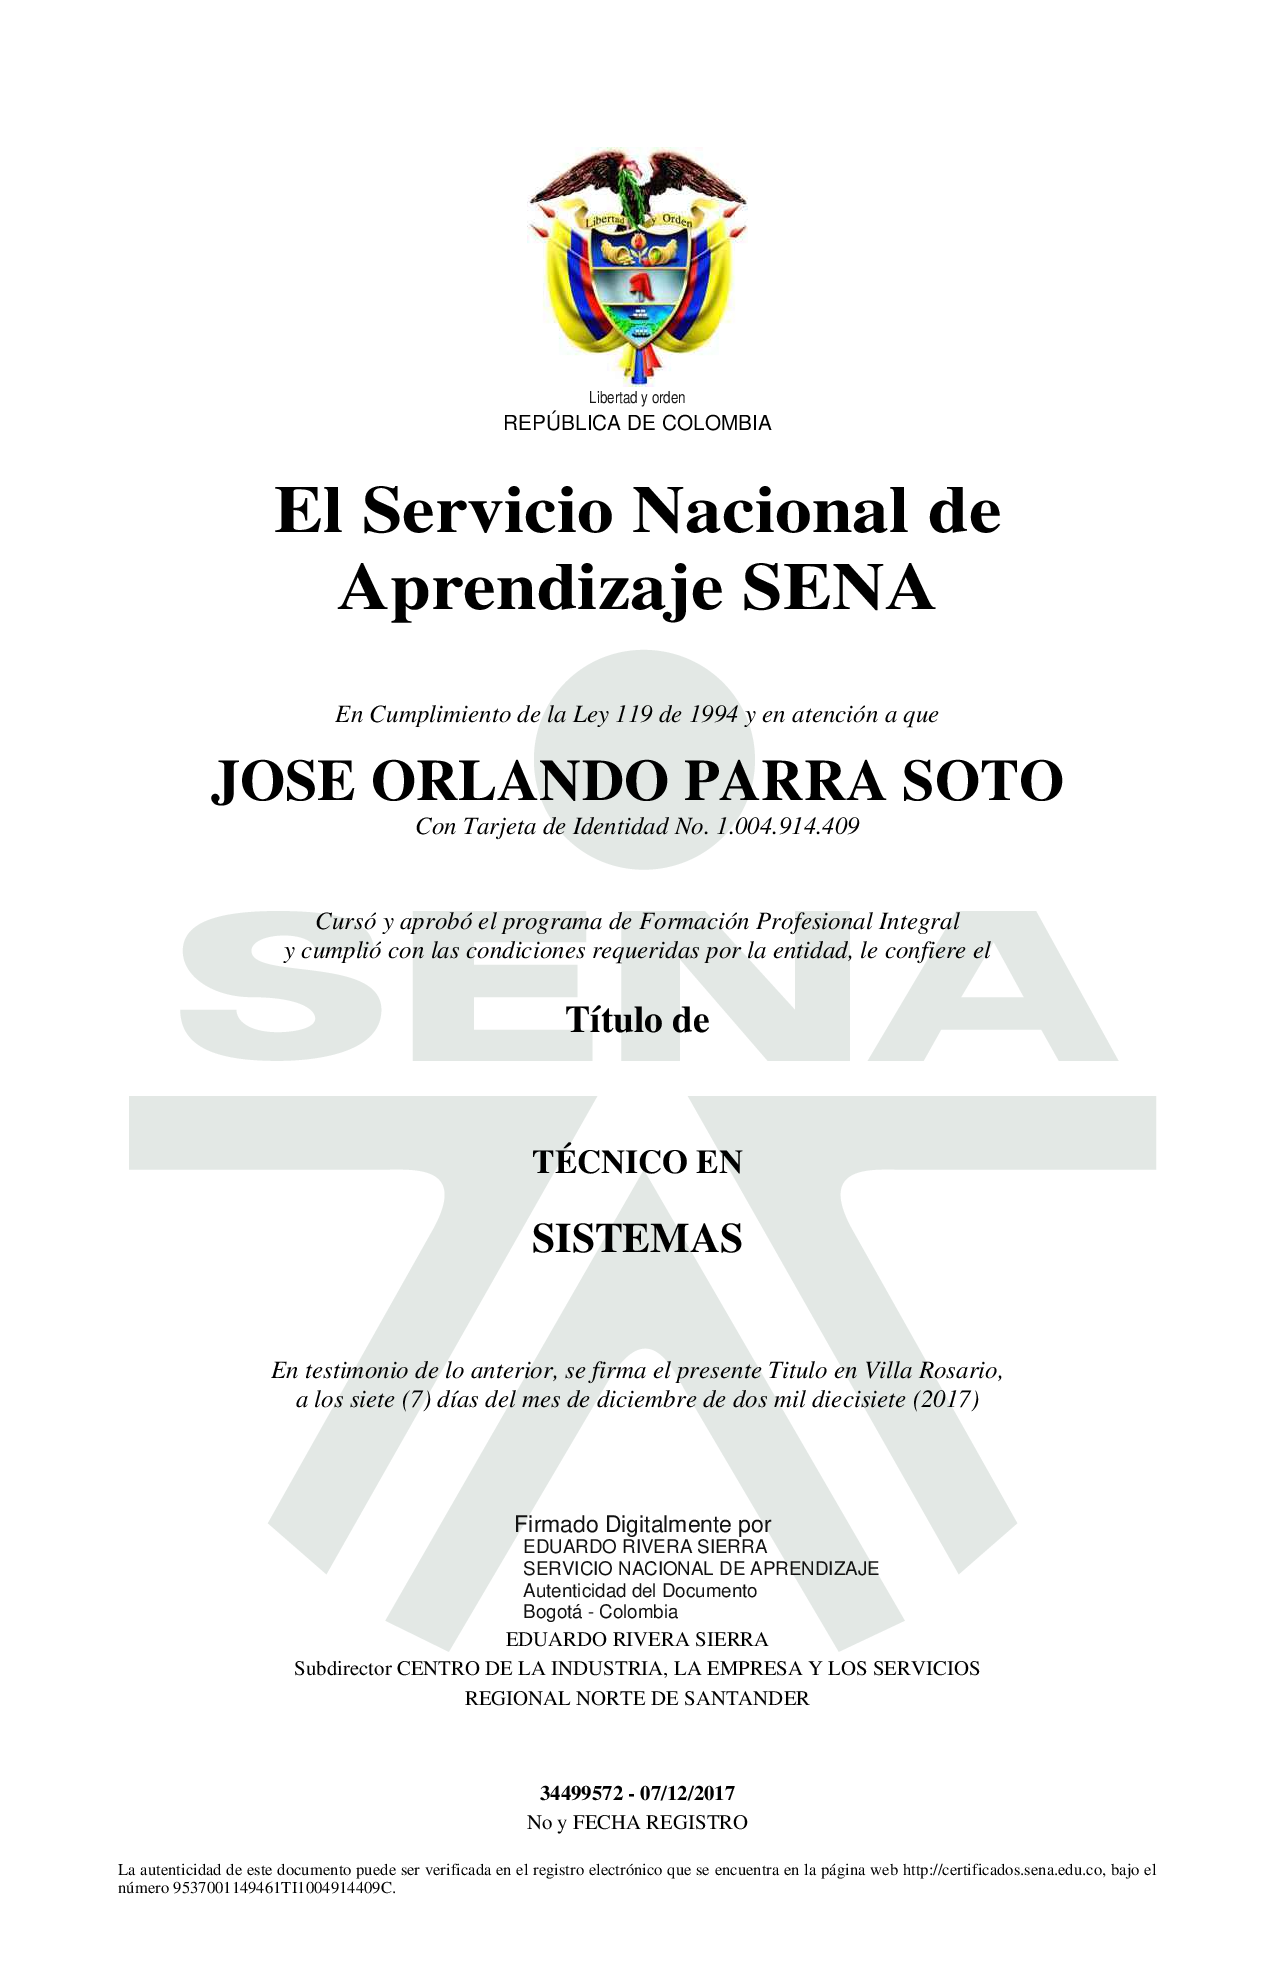 Libertad y Orden
Libertad y orden
REPÚBLICA DE COLOMBIA
El Servicio Nacional de
Aprendizaje SENA
En Cumplimiento de la Ley 119 de 1994 y en atención a que
JOSE ORLANDO PARRA SOTO
Con Tarjeta de Identidad No. 1.004.914.409
SENA
Cursó y aprobó el programa de Formación Profesional Integral
y cumplió con las condiciones requeridas por la entidad, le confiere el
Título de
TÉCNICO EN
SISTEMAS
En testimonio de lo anterior, se firma el presente Titulo en Villa Rosario,
a los siete (7) días del mes de diciembre de dos mil diecisiete (2017)
Firmado Digitalmente por
EDUARDO RIVERA SIERRA
SERVICIO NACIONAL DE APRENDIZAJE
Autenticidad del Documento
Bogotá - Colombia
EDUARDO RIVERA SIERRA
Subdirector CENTRO DE LA INDUSTRIA, LA EMPRESA Y LOS SERVICIOS
REGIONAL NORTE DE SANTANDER
34499572 - 07/12/2017
No y FECHA REGISTRO
La autenticidad de este documento puede ser verificada en el registro electrónico que se encuentra en la página web http://certificados.sena.edu.co, bajo el
número 9537001149461TI1004914409C.